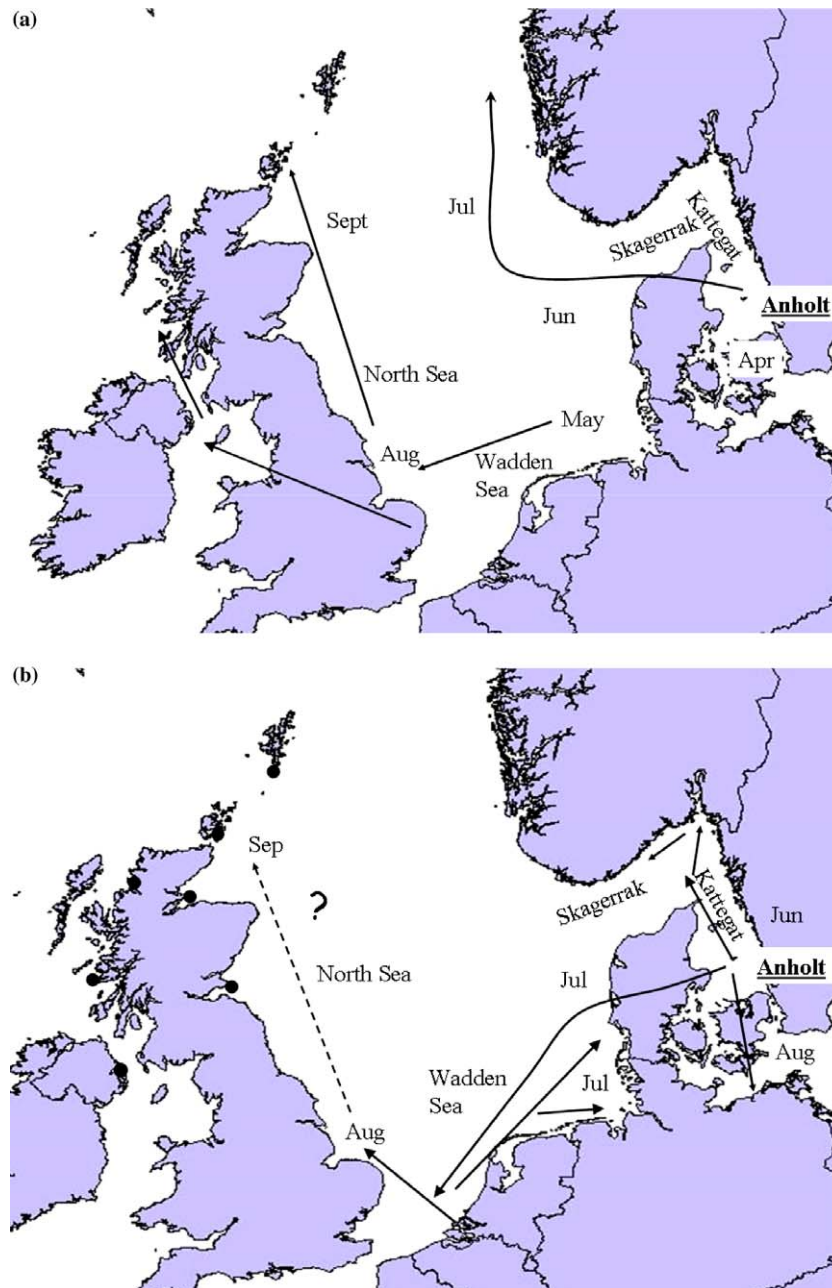 (a)
Sept
Jul
Kattegat
Skagerrak
Anholt
Jun
Apr
North Sea
May
Aug
Wadden
Sea
(b)
Sep
?
Kattegat
Skagerrak
Jun
North Sea
Jul
Anholt
Aug
Wadden
Sea
Jul
Aug